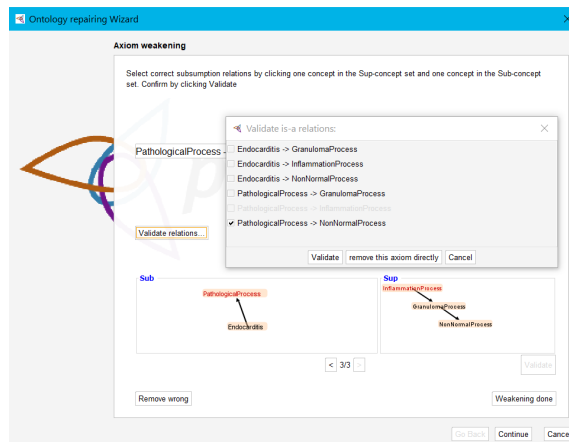 Ontology repairing Wizard
Axiom weakening
Select correct subsumption relations by clicking one concept in the Sup-concept set and one concept in the Sub-concept
set. Confirm by clicking Validate
Validate is-a relations:
PathologicalProcess -
Endocarditis -> GranulomaProcess
Endocarditis -> InflammationProcess
Endocarditis -> NonNormalProcess
PathologicalProcess -> GranulomaProcess
PathologicalProcess -> InflammationProcess
PathologicalProcess -> NonNormalProcess
Validate relations...
Validate remove this axiom directly Cancel
Sub
PathologicalProcess
Endocarditis
Sup
InflammationProcess
GranulomaProcess
NonNormalProcess
< 3/3 >
Validate
Remove wrong
Weakening done
Go Back Continue Cance